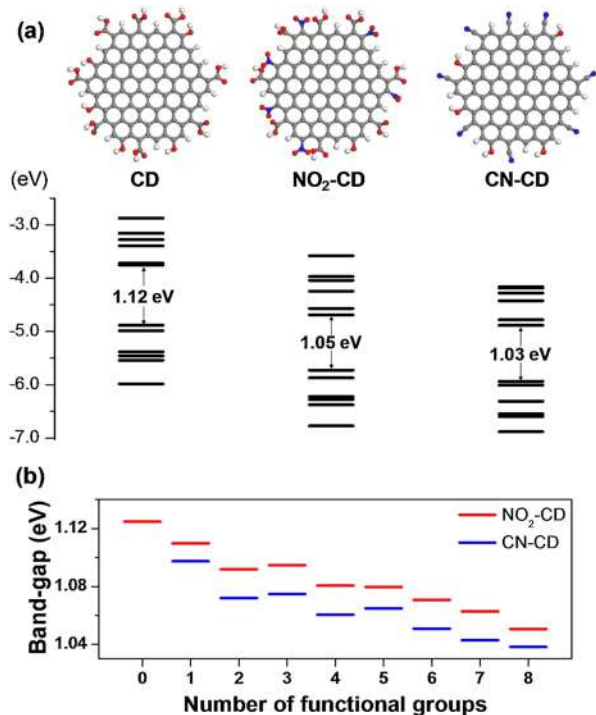 (a)
CD
NO₂-CD
CN-CD
(eV)
-3.0
-4.0
-5.0
-6.0
-7.0
1.12 eV
1.05 eV
1.03 eV
(b)
Band-gap (eV)
1.12
1.08
1.04
NO₂-CD
CN-CD
0 1 2 3 4 5 6 7 8
Number of functional groups